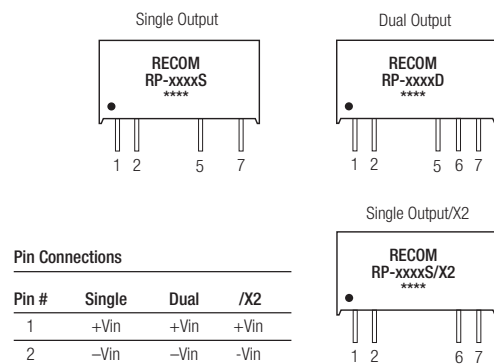 Single Output
RECOM
RP-xxxxS
****
1 2 5 7
Dual Output
RECOM
RP-xxxxD
****
1 2 5 6 7
Single Output/X2
RECOM
RP-xxxxS/X2
****
1 2 6 7
Pin Connections
Pin # Single Dual /X2
1 +Vin +Vin +Vin
2 –Vin –Vin -Vin